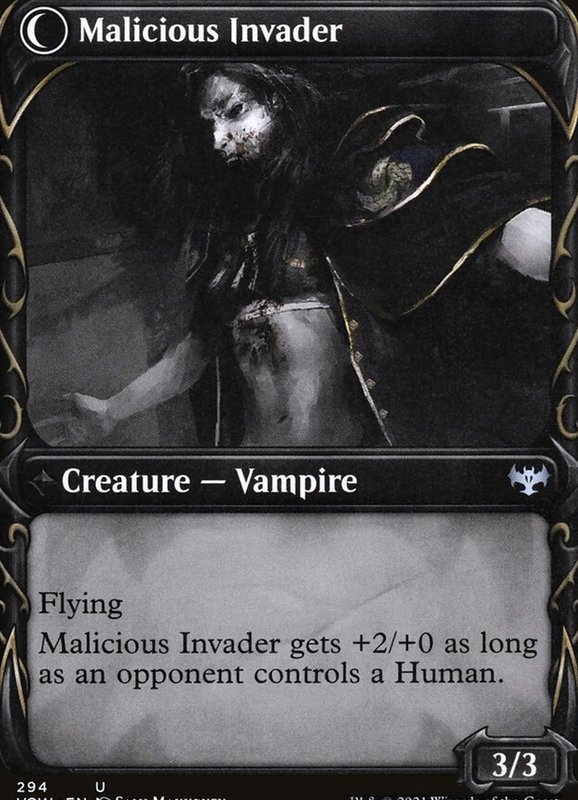 Malicious Invader
Creature — Vampire
Flying
Malicious Invader gets +2/+0 as long
as an opponent controls a Human.
3/3
294 U